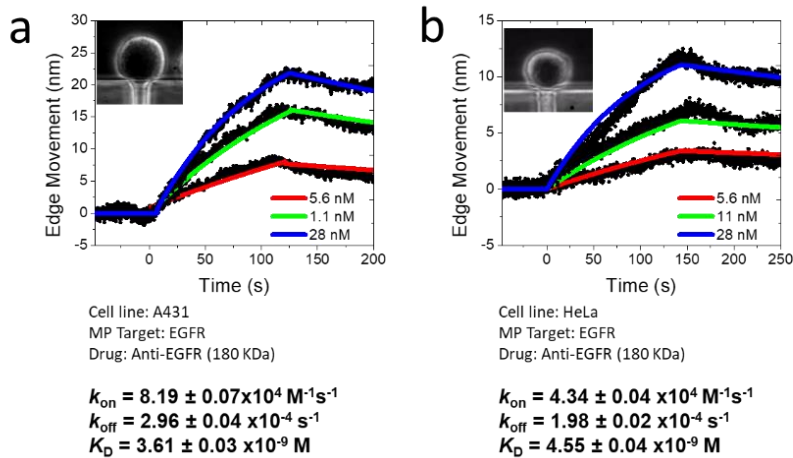 a
Edge Movement (nm)
30
25
20
15
10
5
0
-5
0
50
100
150
200
5.6 nM
1.1 nM
28 nM
Time (s)
Cell line: A431
MP Target: EGFR
Drug: Anti-EGFR (180 KDa)
kon = 8.19 ± 0.07x10⁴ M⁻¹s⁻¹
koff = 2.96 ± 0.04 x10⁻⁴ s⁻¹
KD = 3.61 ± 0.03 x10⁻⁹ M
b
Edge Movement (nm)
15
10
5
0
-5
0
50
100
150
200
250
5.6 nM
11 nM
28 nM
Time (s)
Cell line: HeLa
MP Target: EGFR
Drug: Anti-EGFR (180 KDa)
kon = 4.34 ± 0.04 x10⁴ M⁻¹s⁻¹
koff = 1.98 ± 0.02 x10⁻⁴ s⁻¹
KD = 4.55 ± 0.04 x10⁻⁹ M